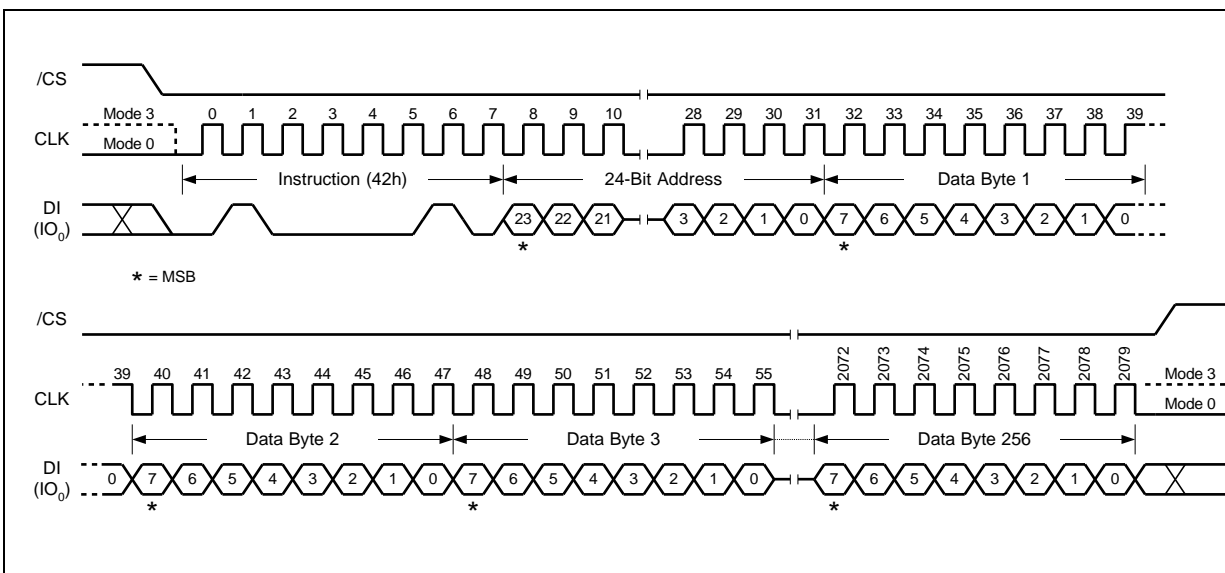 /CS
Mode 3 0 1 2 3 4 5 6 7 8 9 10 28 29 30 31 32 33 34 35 36 37 38 39
CLK Mode 0
Instruction (42h) 24-Bit Address Data Byte 1
DI
(IO0) 23 22 21 3 2 1 0 7 6 5 4 3 2 1 0
* *
* = MSB
/CS
39 40 41 42 43 44 45 46 47 48 49 50 51 52 53 54 55 2072 2073 2074 2075 2076 2077 2078 2079 Mode 3
CLK Mode 0
Data Byte 2 Data Byte 3 Data Byte 256
DI
(IO0) 0 7 6 5 4 3 2 1 0 7 6 5 4 3 2 1 0 7 6 5 4 3 2 1 0
* * *